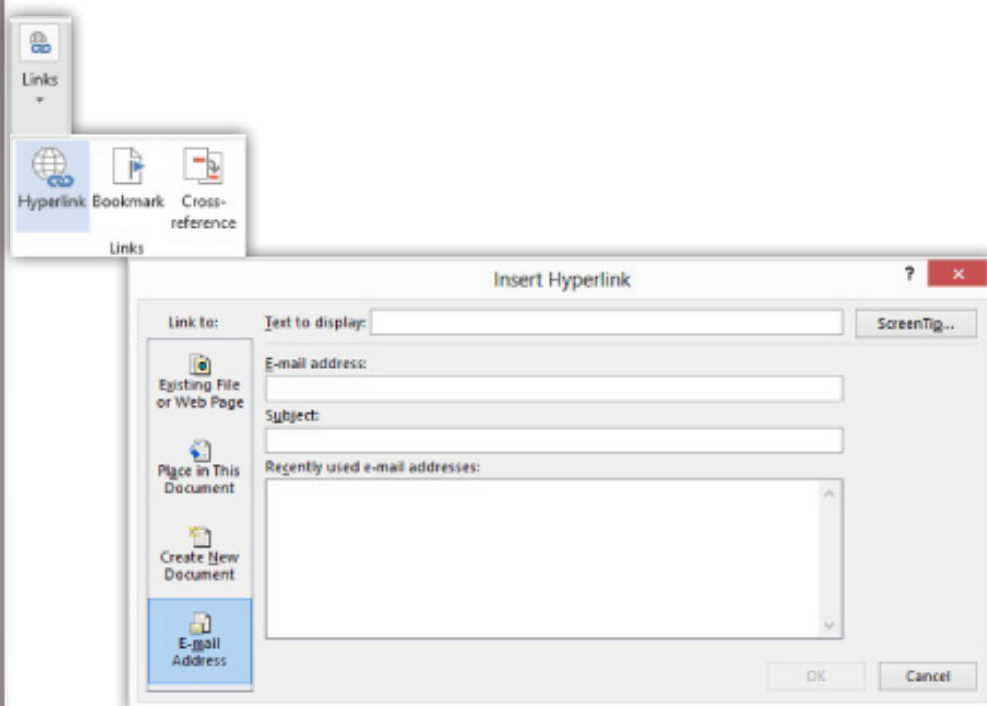 Links
Hyperlink Bookmark Cross-
reference
Links
Insert Hyperlink ? ×
Link to: Text to display: ScreenTip...
E-mail address:
Existing File
or Web Page
Subject:
Recently used e-mail addresses:
Place in This
Document
Create New
Document
E-mail
Address
OK Cancel